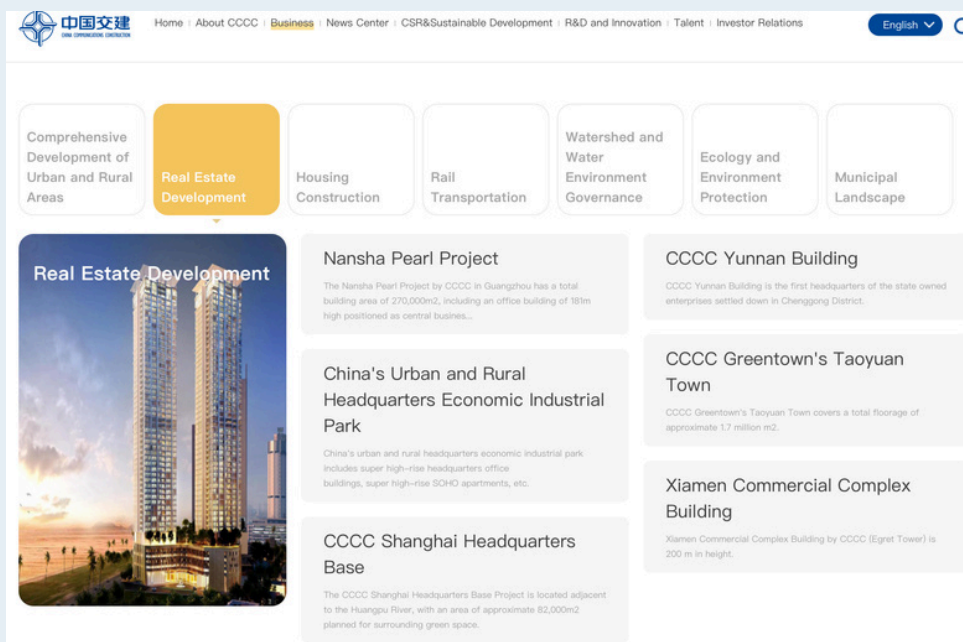 中国交建
CHINA COMMUNICATIONS CONSTRUCTION
Home About CCCC Business News Center CSR&Sustainable Development R&D and Innovation Talent Investor Relations
English
Comprehensive
Development of
Urban and Rural
Areas
Real Estate
Development
Housing
Construction
Rail
Transportation
Watershed and
Water
Environment
Governance
Ecology and
Environment
Protection
Municipal
Landscape
Real Estate Development
Nansha Pearl Project
The Nansha Pearl Project by CCCC in Guangzhou has a total
building area of 270,000m2, including an office building of 181m
high positioned as central busines...
China's Urban and Rural
Headquarters Economic Industrial
Park
China's urban and rural headquarters economic industrial park
includes super high-rise headquarters office
buildings, super high-rise SOHO apartments, etc.
CCCC Shanghai Headquarters
Base
The CCCC Shanghai Headquarters Base Project is located adjacent
to the Huangpu River, with an area of approximate 82,000m2
planned for surrounding green space.
CCCC Yunnan Building
CCCC Yunnan Building is the first headquarters of the state owned
enterprises settled down in Chenggong District.
CCCC Greentown's Taoyuan
Town
CCCC Greentown's Taoyuan Town covers a total floorage of
approximate 1.7 million m2.
Xiamen Commercial Complex
Building
Xiamen Commercial Complex Building by CCCC (Egret Tower) is
200 m in height.